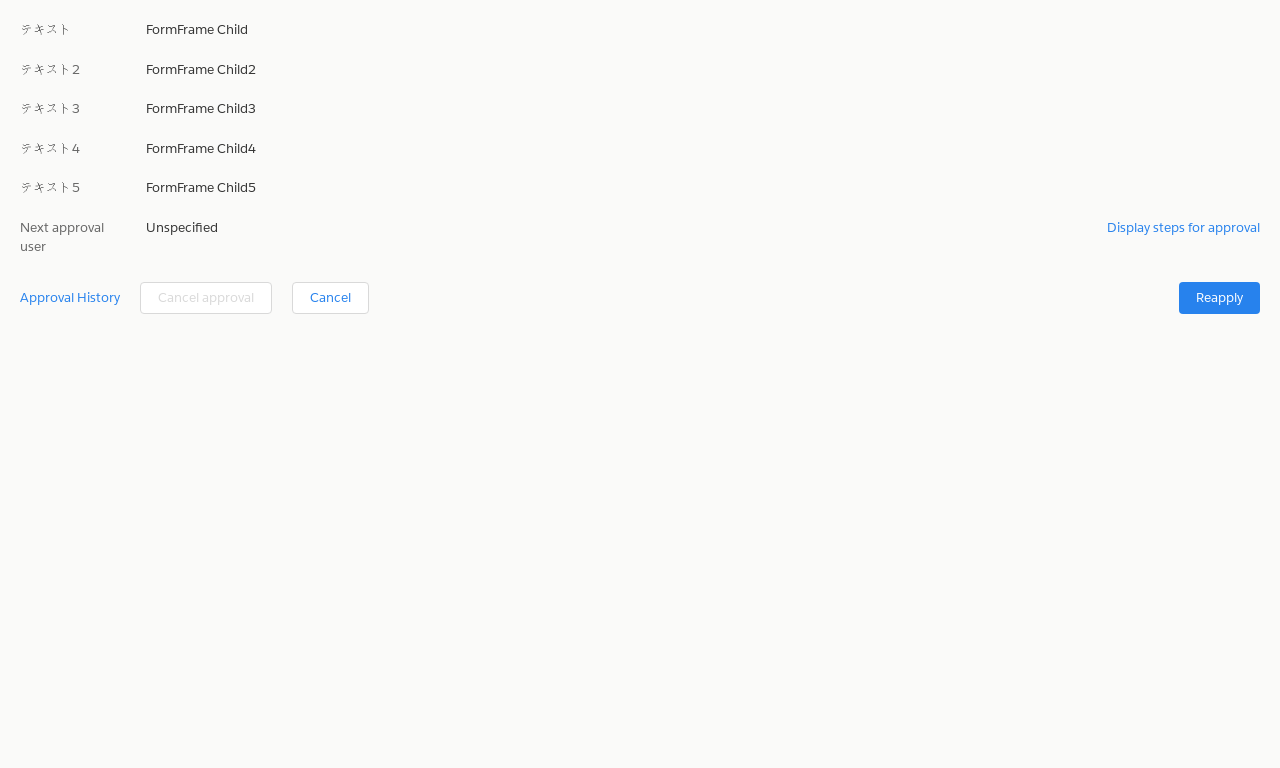 テキスト FormFrame Child
テキスト2 FormFrame Child2
テキスト3 FormFrame Child3
テキスト4 FormFrame Child4
テキスト5 FormFrame Child5
Next approval user Unspecified Display steps for approval
Approval History Cancel approval Cancel Reapply